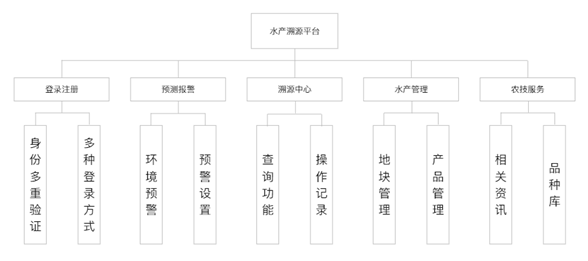 水产溯源平台
登录注册
预测报警
溯源中心
水产管理
农技服务
身份多重验证
多种登录方式
环境预警
预警设置
查询功能
操作记录
地块管理
产品管理
相关资讯
品种库